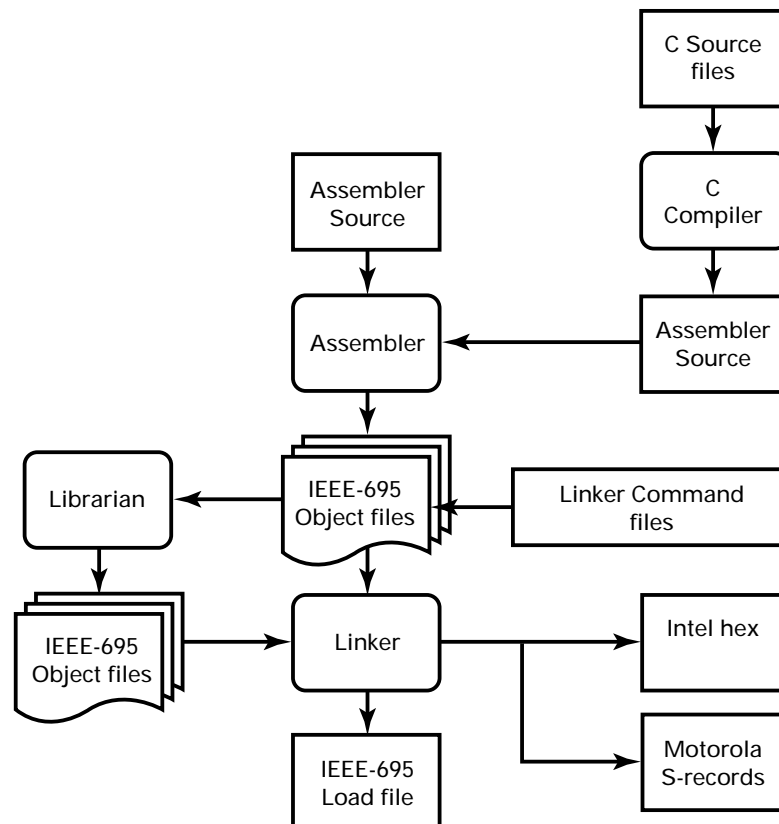 C Source
files
C
Compiler
Assembler
Source
Assembler
Assembler
Source
Librarian
IEEE-695
Object files
Linker Command
files
IEEE-695
Object files
Linker
Intel hex
IEEE-695
Load file
Motorola
S-records